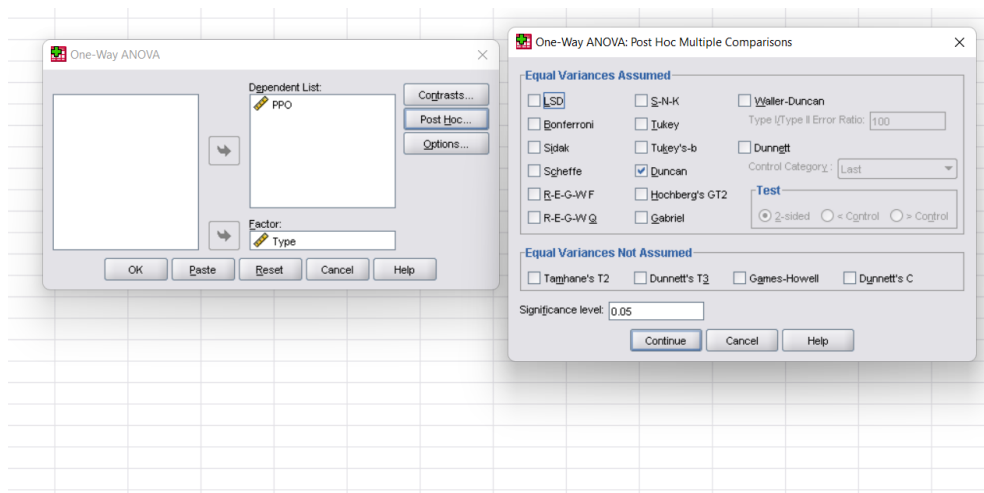 One-Way ANOVA
Dependent List:
PPO
Factor:
Type
Contrasts...
Post Hoc...
Options...
OK Paste Reset Cancel Help
One-Way ANOVA: Post Hoc Multiple Comparisons
Equal Variances Assumed
LSD S-N-K Waller-Duncan
Bonferroni Tukey Type I/Type II Error Ratio: 100
Sidak Tukey's-b Dunnett
Scheffe Duncan Control Category : Last
R-E-G-W F Hochberg's GT2 Test
R-E-G-W Q Gabriel 2-sided < Control > Control
Equal Variances Not Assumed
Tamhane's T2 Dunnett's T3 Games-Howell Dunnett's C
Significance level: 0.05
Continue Cancel Help